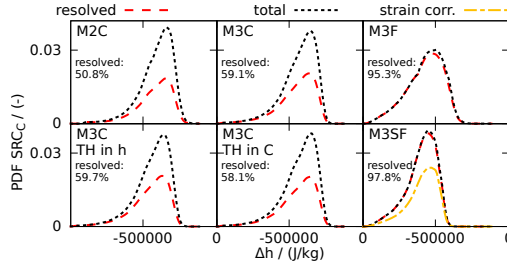 resolved total strain corr.
M2C M3C M3F
resolved: resolved: resolved:
50.8% 59.1% 95.3%
0.03
M3C M3C M3SF
TH in h TH in C
resolved: resolved: resolved:
59.7% 58.1% 97.8%
0.03
0
PDF SRC_C / (-)
-500000 -500000 -500000 0
Δh / (J/kg)